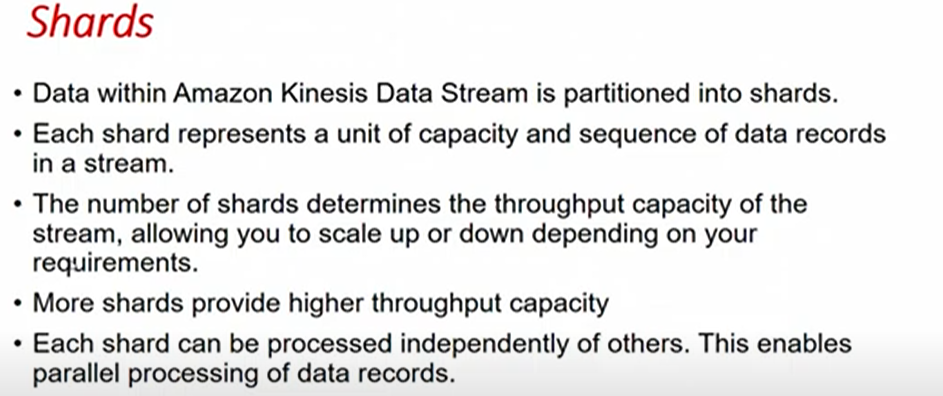 Shards
• Data within Amazon Kinesis Data Stream is partitioned into shards.
• Each shard represents a unit of capacity and sequence of data records
in a stream.
• The number of shards determines the throughput capacity of the
stream, allowing you to scale up or down depending on your
requirements.
• More shards provide higher throughput capacity
• Each shard can be processed independently of others. This enables
parallel processing of data records.